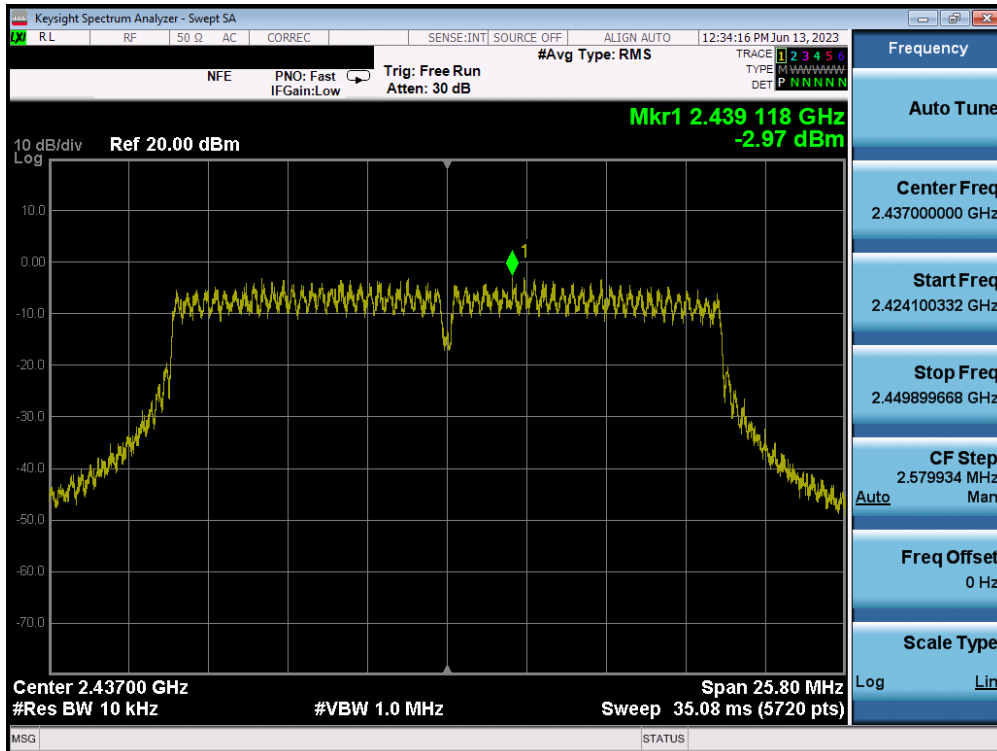 Keysight Spectrum Analyzer - Swept SA
LXI RL RF 50 Ω AC CORREC SENSE:INT SOURCE OFF ALIGN AUTO 12:34:16 PM Jun 13, 2023
NFE PNO: Fast Trig: Free Run #Avg Type: RMS TRACE 1 2 3 4 5 6
IFGain:Low Atten: 30 dB TYPE M WWWWW
DET P N N N N N
Mkr1 2.439 118 GHz
-2.97 dBm
10 dB/div Ref 20.00 dBm
Log
10.0
0.00
-10.0
-20.0
-30.0
-40.0
-50.0
-60.0
-70.0
1
Center 2.43700 GHz Span 25.80 MHz
#Res BW 10 kHz #VBW 1.0 MHz Sweep 35.08 ms (5720 pts)
MSG STATUS
Frequency
Auto Tune
Center Freq
2.437000000 GHz
Start Freq
2.424100332 GHz
Stop Freq
2.449899668 GHz
CF Step
2.579934 MHz
Auto Man
Freq Offset
0 Hz
Scale Type
Log Lin